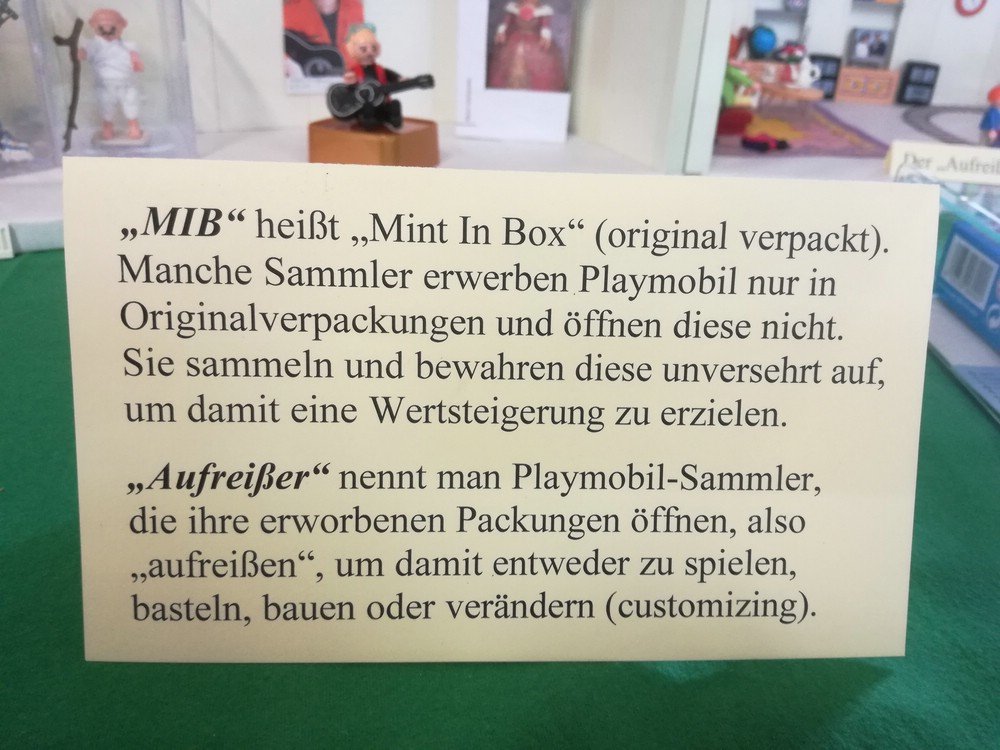 Der „Aufreiß
„MIB“ heißt „Mint In Box“ (original verpackt).
Manche Sammler erwerben Playmobil nur in
Originalverpackungen und öffnen diese nicht.
Sie sammeln und bewahren diese unversehrt auf,
um damit eine Wertsteigerung zu erzielen.
„Aufreißer“ nennt man Playmobil-Sammler,
die ihre erworbenen Packungen öffnen, also
„aufreißen“, um damit entweder zu spielen,
basteln, bauen oder verändern (customizing).